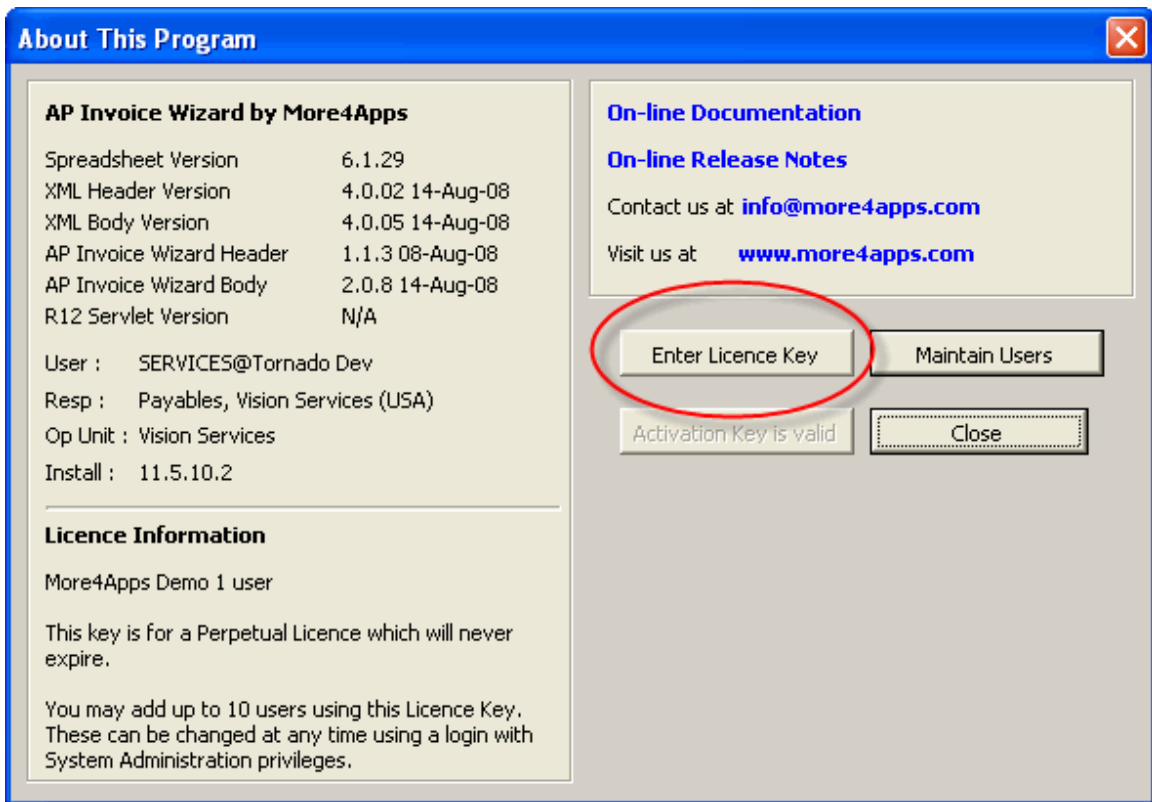 About This Program
AP Invoice Wizard by More4Apps
Spreadsheet Version 6.1.29
XML Header Version 4.0.02 14-Aug-08
XML Body Version 4.0.05 14-Aug-08
AP Invoice Wizard Header 1.1.3 08-Aug-08
AP Invoice Wizard Body 2.0.8 14-Aug-08
R12 Servlet Version N/A
User : SERVICES@Tornado Dev
Resp : Payables, Vision Services (USA)
Op Unit : Vision Services
Install : 11.5.10.2
Licence Information
More4Apps Demo 1 user
This key is for a Perpetual Licence which will never
expire.
You may add up to 10 users using this Licence Key.
These can be changed at any time using a login with
System Administration privileges.
On-line Documentation
On-line Release Notes
Contact us at info@more4apps.com
Visit us at www.more4apps.com
Enter Licence Key
Maintain Users
Activation Key is valid
Close